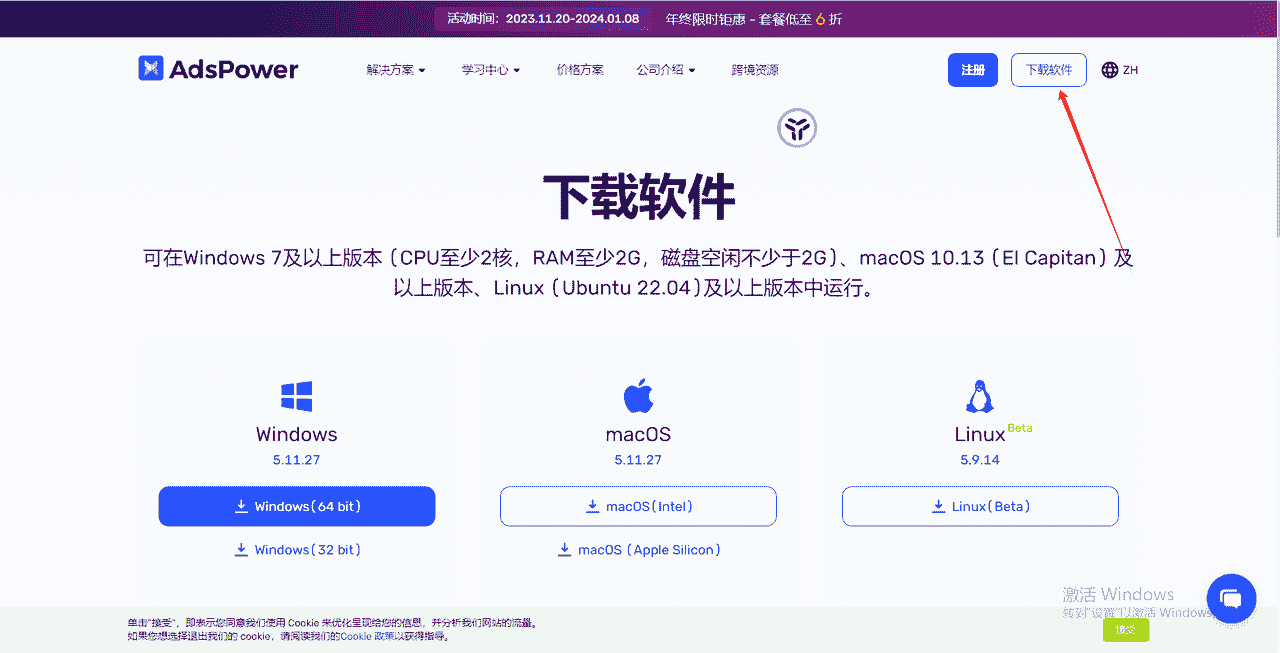 活动时间：2023.11.20-2024.01.08 年终限时钜惠 - 套餐低至 6 折
AdsPower 解决方案 学习中心 价格方案 公司介绍 跨境资源 注册 下载软件 ZH
下载软件
可在Windows 7及以上版本（CPU至少2核，RAM至少2G，磁盘空闲不少于2G）、macOS 10.13（El Capitan）及
以上版本、Linux（Ubuntu 22.04)及以上版本中运行。
Windows macOS Linux Beta
5.11.27 5.11.27 5.9.14
Windows(64 bit) macOS(Intel) Linux(Beta)
Windows(32 bit) macOS (Apple Silicon)
激活 Windows
转到"设置"以激活 Windows。
单击"接受"，即表示您同意我们使用 Cookie 来优化呈现给您的信息，并分析我们网站的流量。
如果您想选择退出我们的 cookie，请阅读我们的Cookie 政策以获得指导。
接受